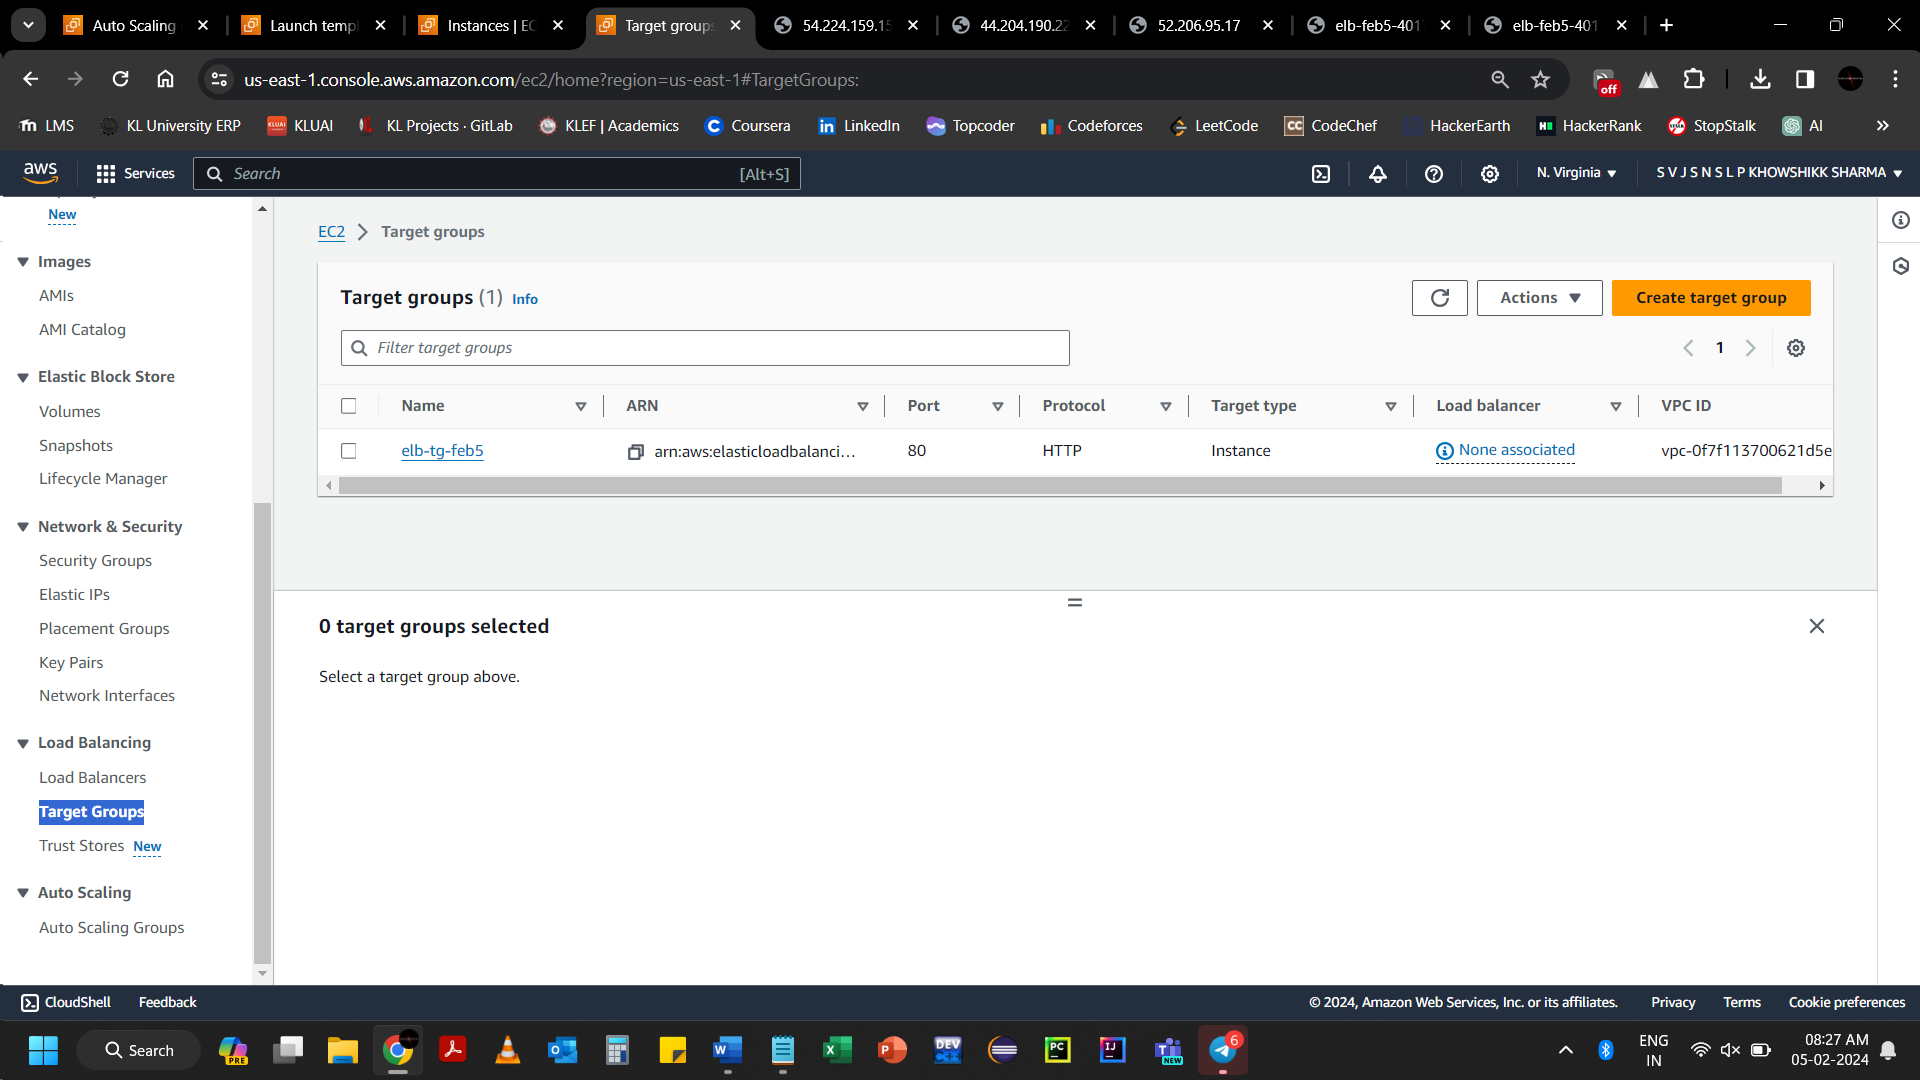 Auto Scaling
Launch templ
Instances | EC
Target groups
54.224.159.15
44.204.190.22
52.206.95.17
elb-feb5-401
elb-feb5-401
us-east-1.console.aws.amazon.com/ec2/home?region=us-east-1#TargetGroups:
off
LMS
KL University ERP
KLUAI
KL Projects · GitLab
KLEF | Academics
Coursera
LinkedIn
Topcoder
Codeforces
LeetCode
CodeChef
HackerEarth
HackerRank
StopStalk
AI
aws
Services
Search
[Alt+S]
N. Virginia
S V J S N S L P KHOWSHIKK SHARMA
New
Images
AMIs
AMI Catalog
Elastic Block Store
Volumes
Snapshots
Lifecycle Manager
Network & Security
Security Groups
Elastic IPs
Placement Groups
Key Pairs
Network Interfaces
Load Balancing
Load Balancers
Target Groups
Trust Stores New
Auto Scaling
Auto Scaling Groups
EC2 Target groups
Target groups (1) Info
Actions
Create target group
Filter target groups
1
Name ARN Port Protocol Target type Load balancer VPC ID
elb-tg-feb5 arn:aws:elasticloadbalanci... 80 HTTP Instance None associated vpc-0f7f113700621d5e
0 target groups selected
Select a target group above.
CloudShell
Feedback
© 2024, Amazon Web Services, Inc. or its affiliates.
Privacy
Terms
Cookie preferences
Search
PRE
DEV
PC
IJ
NEW
6
ENG
IN
08:27 AM
05-02-2024